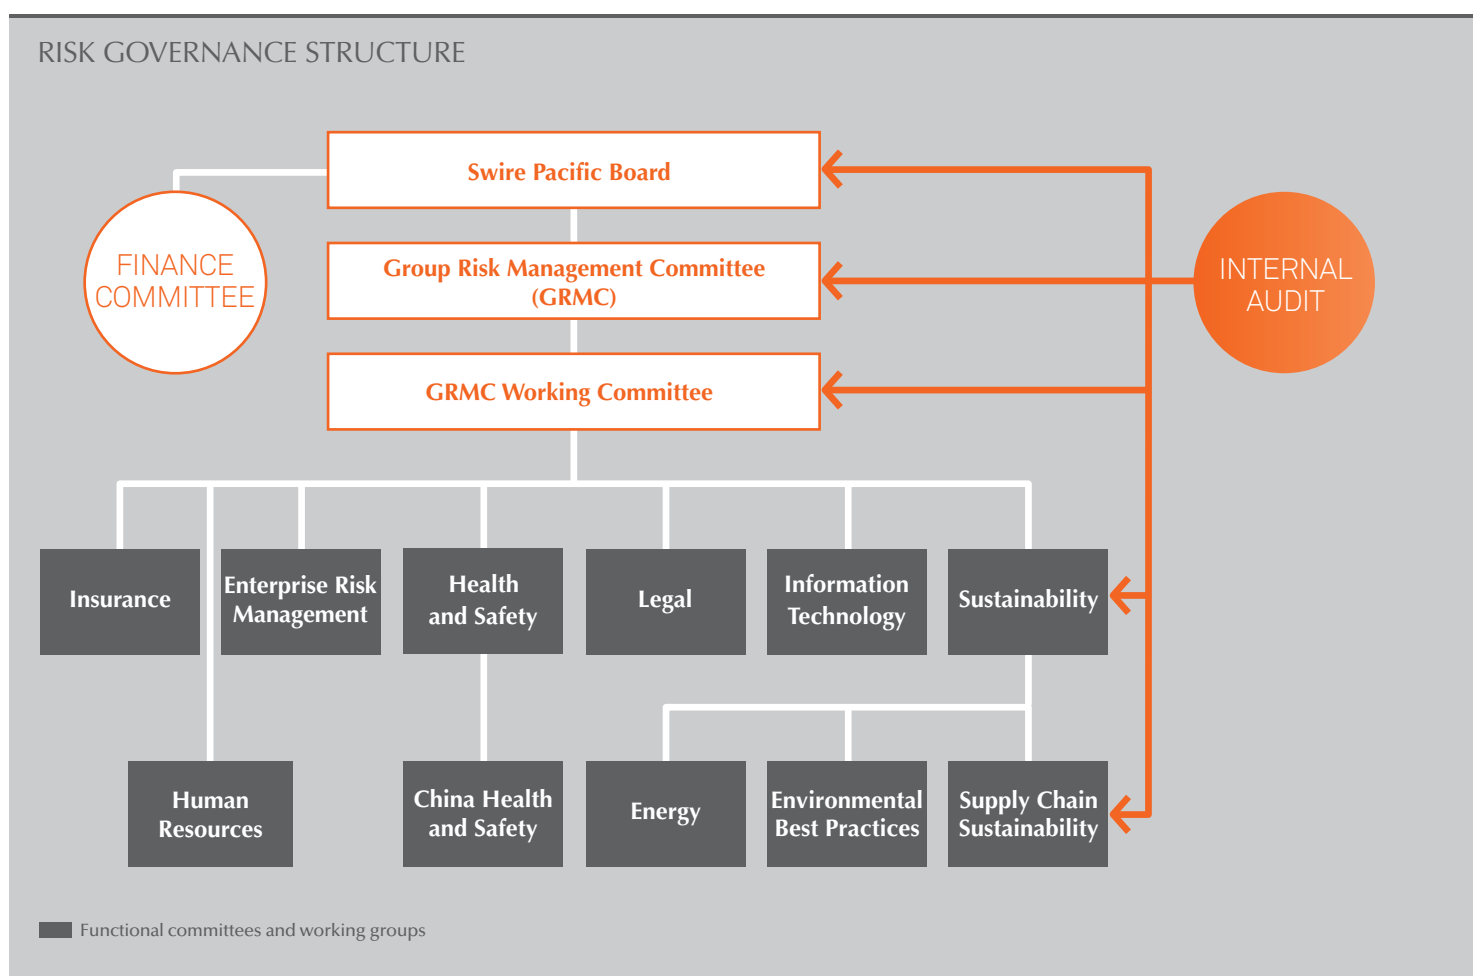 RISK GOVERNANCE STRUCTURE
Swire Pacific Board
FINANCE
COMMITTEE
Group Risk Management Committee
(GRMC)
INTERNAL
AUDIT
GRMC Working Committee
Insurance
Enterprise Risk
Management
Health
and Safety
Legal
Information
Technology
Sustainability
Human
Resources
China Health
and Safety
Energy
Environmental
Best Practices
Supply Chain
Sustainability
Functional committees and working groups